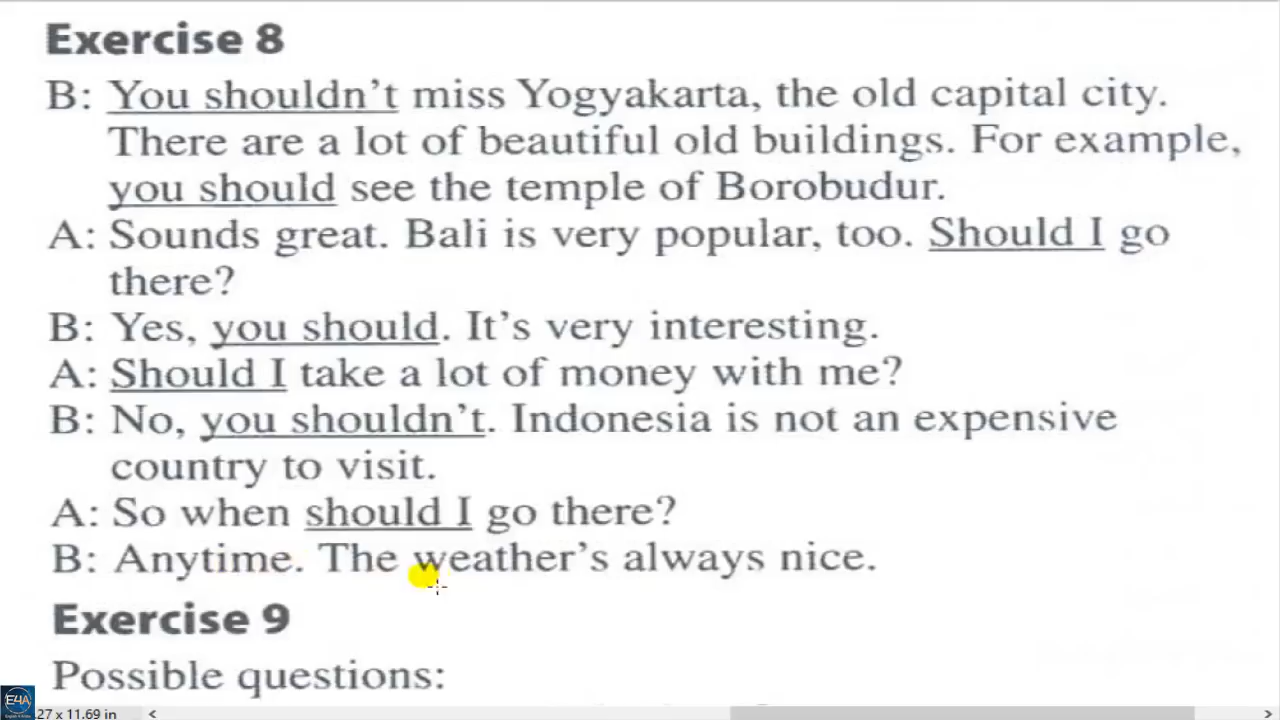 Exercise 8
B: You shouldn't miss Yogyakarta, the old capital city.
There are a lot of beautiful old buildings. For example,
you should see the temple of Borobudur.
A: Sounds great. Bali is very popular, too. Should I go
there?
B: Yes, you should. It's very interesting.
A: Should I take a lot of money with me?
B: No, you shouldn't. Indonesia is not an expensive
country to visit.
A: So when should I go there?
B: Anytime. The weather's always nice.
Exercise 9
Possible questions:
E4A
27 x 11.69 in